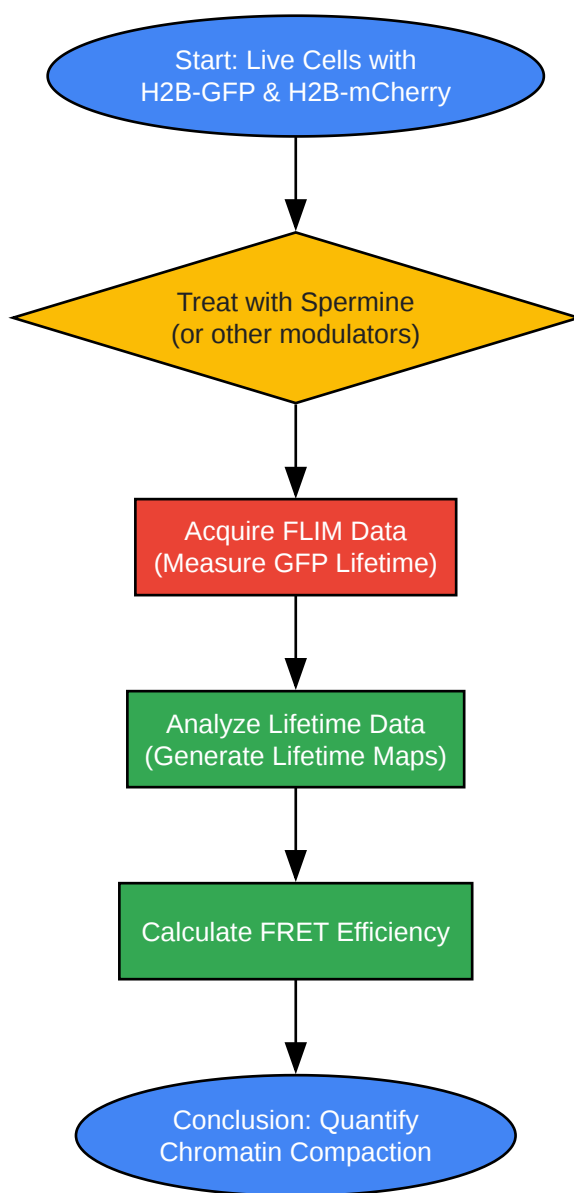 Start: Live Cells with
H2B-GFP & H2B-mCherry
Treat with Spermine
(or other modulators)
Acquire FLIM Data
(Measure GFP Lifetime)
Analyze Lifetime Data
(Generate Lifetime Maps)
Calculate FRET Efficiency
Conclusion: Quantify
Chromatin Compaction